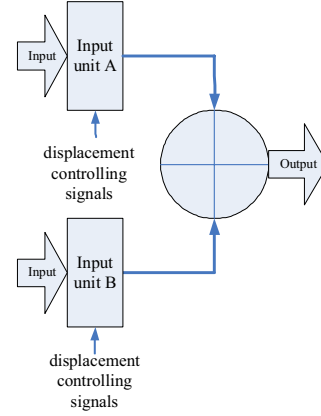 Input
Input
unit A
displacement
controlling
signals
Output
Input
Input
unit B
displacement
controlling
signals